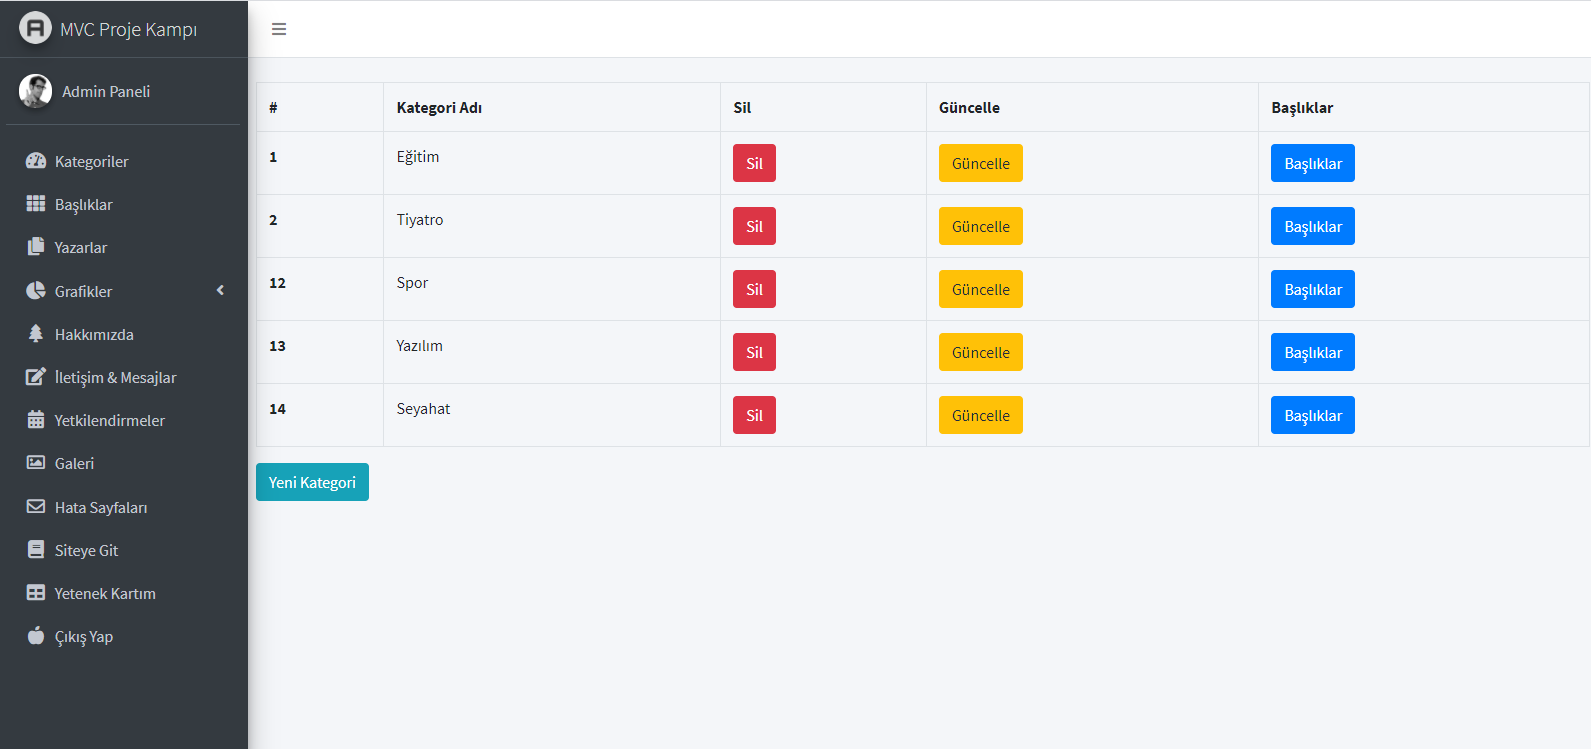 MVC Proje Kampı
Admin Paneli
Kategoriler
Başlıklar
Yazarlar
Grafikler
Hakkımızda
İletişim & Mesajlar
Yetkilendirmeler
Galeri
Hata Sayfaları
Siteye Git
Yetenek Kartım
Çıkış Yap
# Kategori Adı Sil Güncelle Başlıklar
1 Eğitim Sil Güncelle Başlıklar
2 Tiyatro Sil Güncelle Başlıklar
12 Spor Sil Güncelle Başlıklar
13 Yazılım Sil Güncelle Başlıklar
14 Seyahat Sil Güncelle Başlıklar
Yeni Kategori